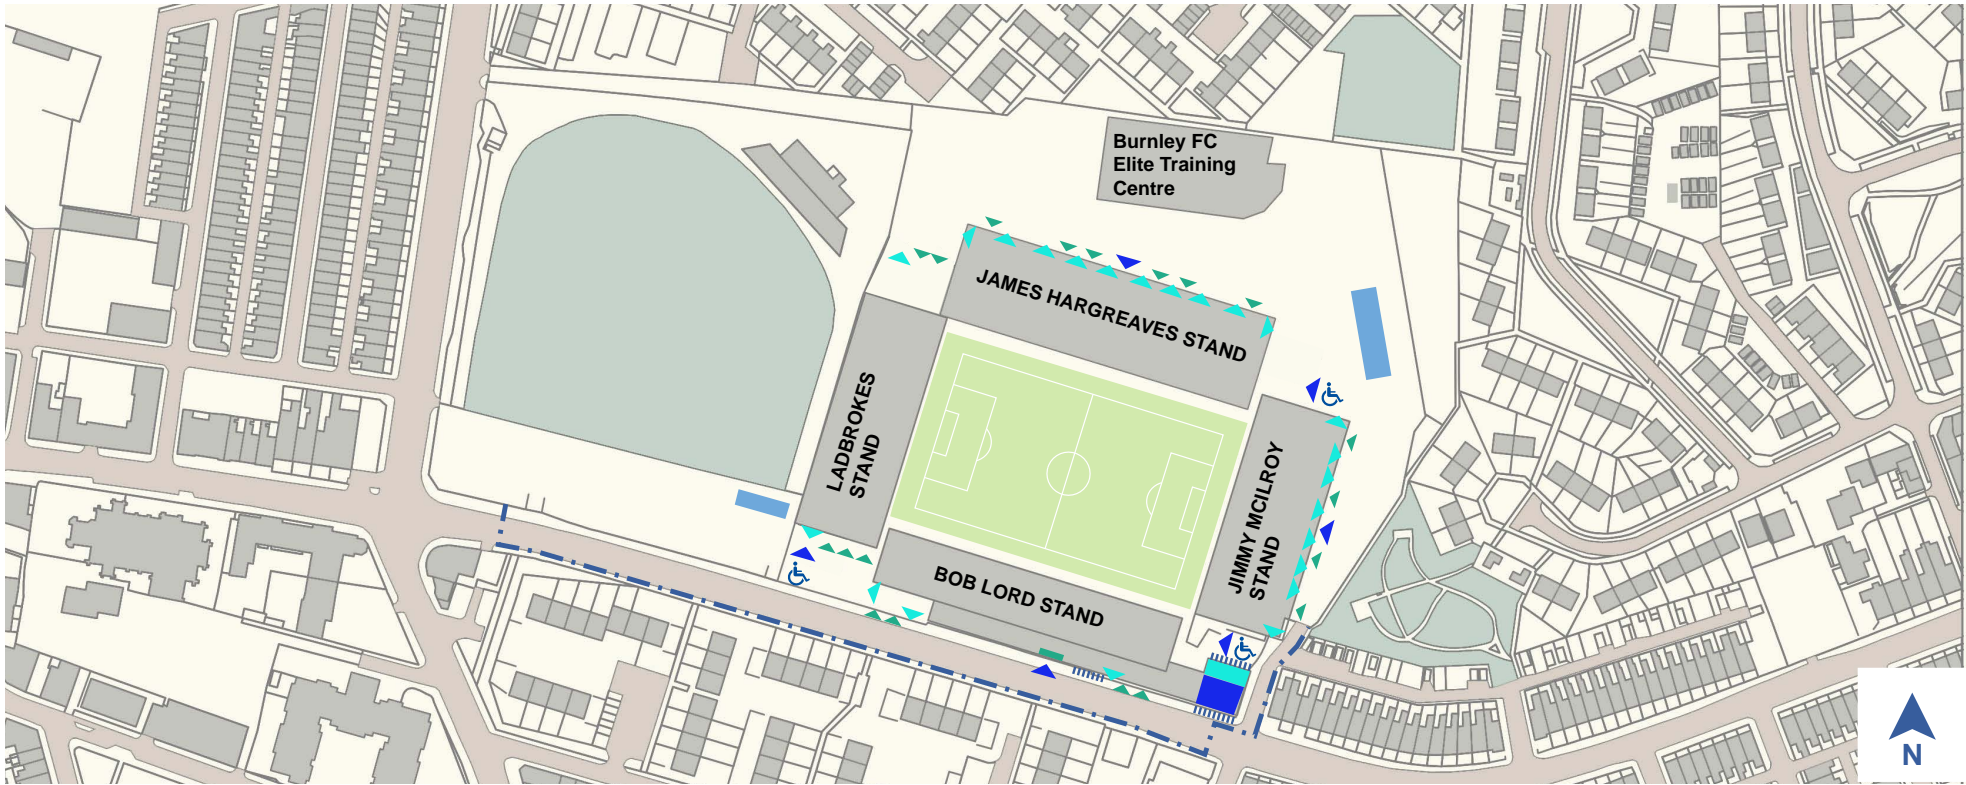 Burnley FC
Elite Training
Centre
JAMES HARGREAVES STAND
LADBROKES
STAND
JIMMY MCILROY
STAND
BOB LORD STAND
N